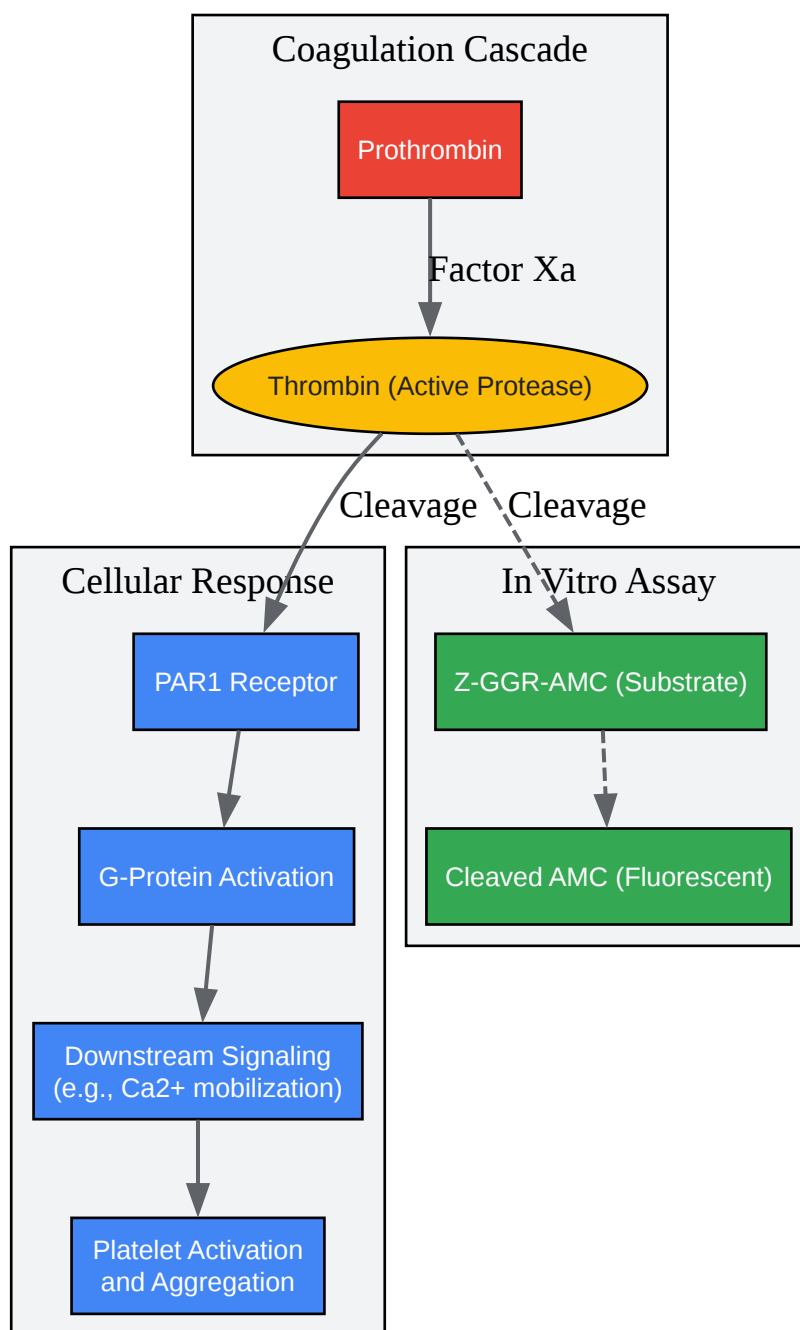 Coagulation Cascade
Prothrombin
Factor Xa
Thrombin (Active Protease)
Cleavage
Cleavage
Cellular Response
PAR1 Receptor
G-Protein Activation
Downstream Signaling
(e.g., Ca2+ mobilization)
Platelet Activation
and Aggregation
In Vitro Assay
Z-GGR-AMC (Substrate)
Cleaved AMC (Fluorescent)